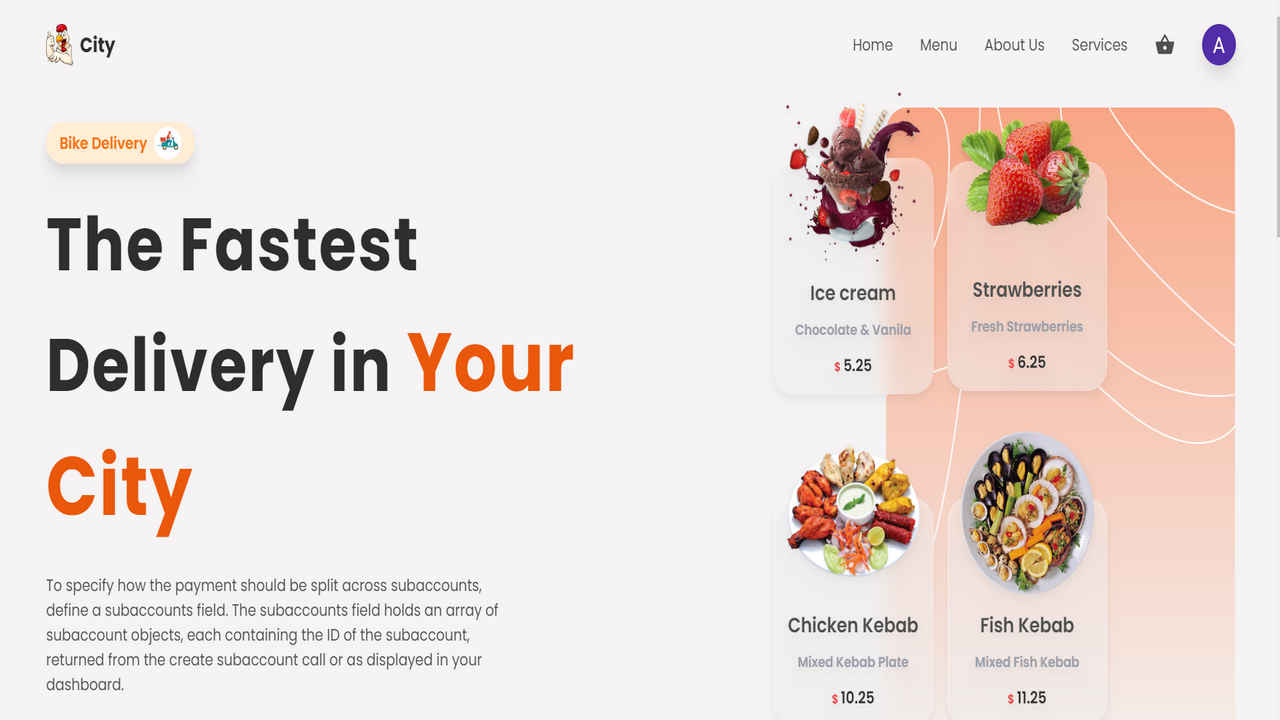 City
Home
Menu
About Us
Services
A
Bike Delivery
The Fastest
Delivery in Your
City
To specify how the payment should be split across subaccounts,
define a subaccounts field. The subaccounts field holds an array of
subaccount objects, each containing the ID of the subaccount,
returned from the create subaccount call or as displayed in your
dashboard.
Ice cream
Chocolate & Vanila
$ 5.25
Strawberries
Fresh Strawberries
$ 6.25
Chicken Kebab
Mixed Kebab Plate
$ 10.25
Fish Kebab
Mixed Fish Kebab
$ 11.25